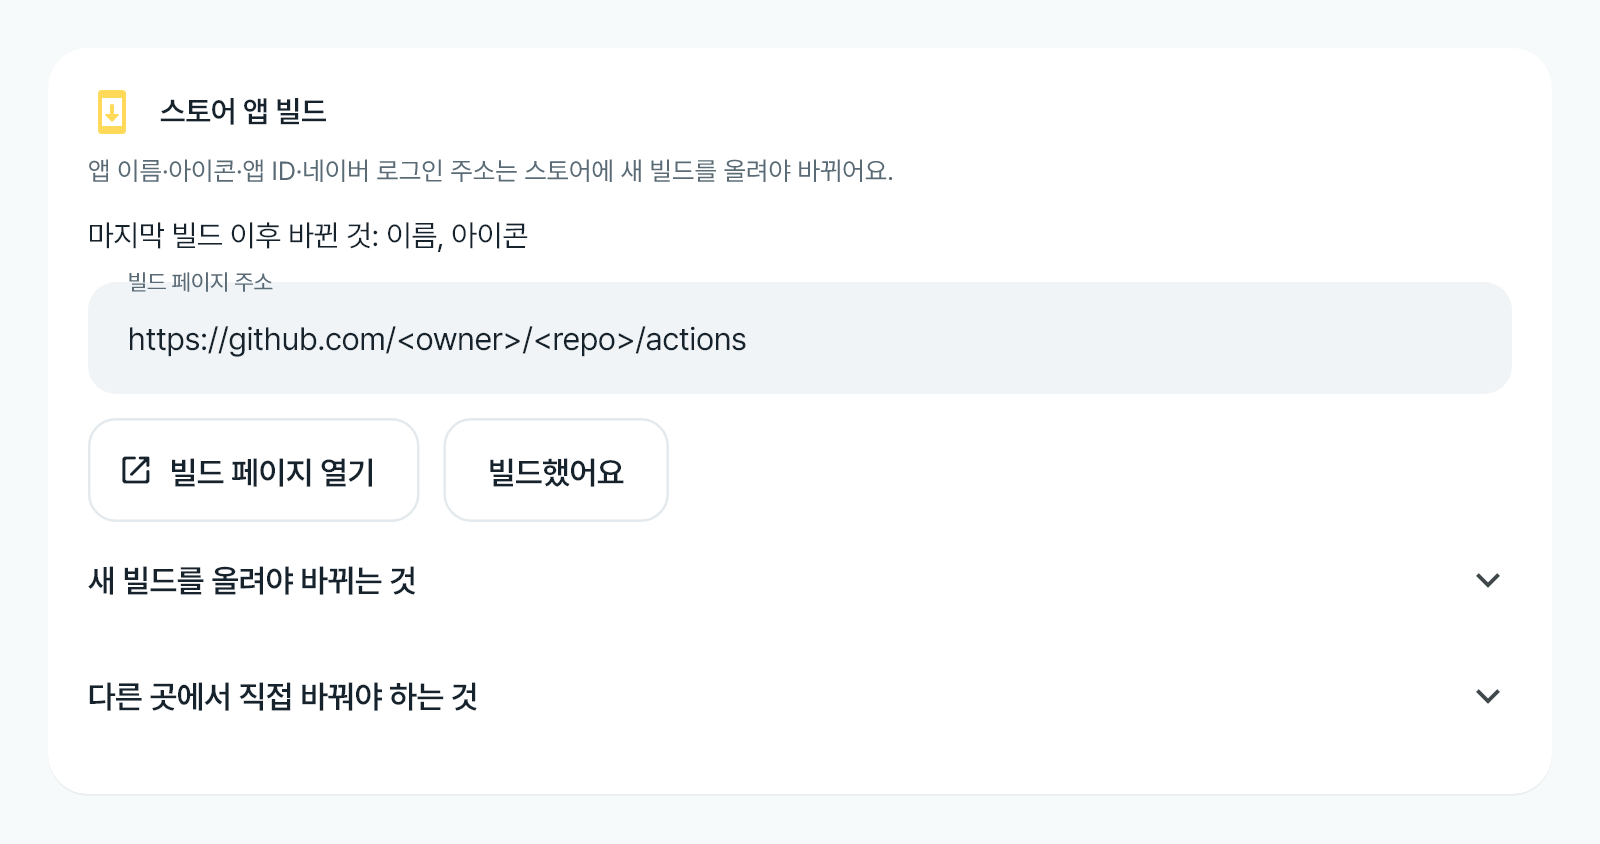 스토어 앱 빌드
앱 이름·아이콘·앱 ID·네이버 로그인 주소는 스토어에 새 빌드를 올려야 바뀌어요.
마지막 빌드 이후 바뀐 것: 이름, 아이콘
빌드 페이지 주소
https://github.com/<owner>/<repo>/actions
빌드 페이지 열기
빌드했어요
새 빌드를 올려야 바뀌는 것
다른 곳에서 직접 바꿔야 하는 것